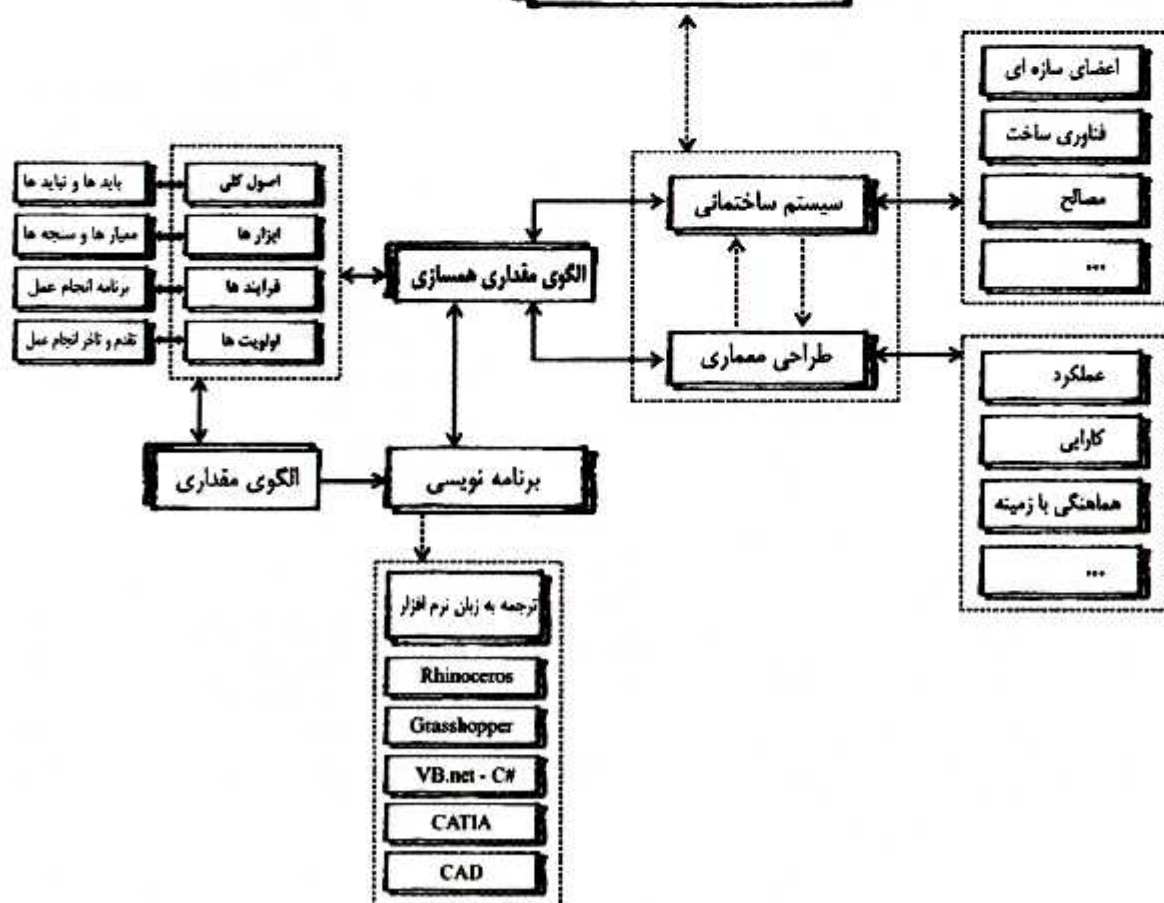 اعضای سازه ای
فناوری ساخت
مصالح
...
اصول کلی
باید ها و نباید ها
ابزار ها
معیار ها و سنجه ها
فرایند ها
برنامه انجام عمل
اولویت ها
تقدم و تاخر انجام عمل
الگوی مقداری همسازی
سیستم ساختمانی
طراحی معماری
عملکرد
کارایی
هماهنگی با زمینه
...
الگوی مقداری
برنامه نویسی
ترجمه به زبان نرم افزار
Rhinoceros
Grasshopper
VB.net - C#
CATIA
CAD